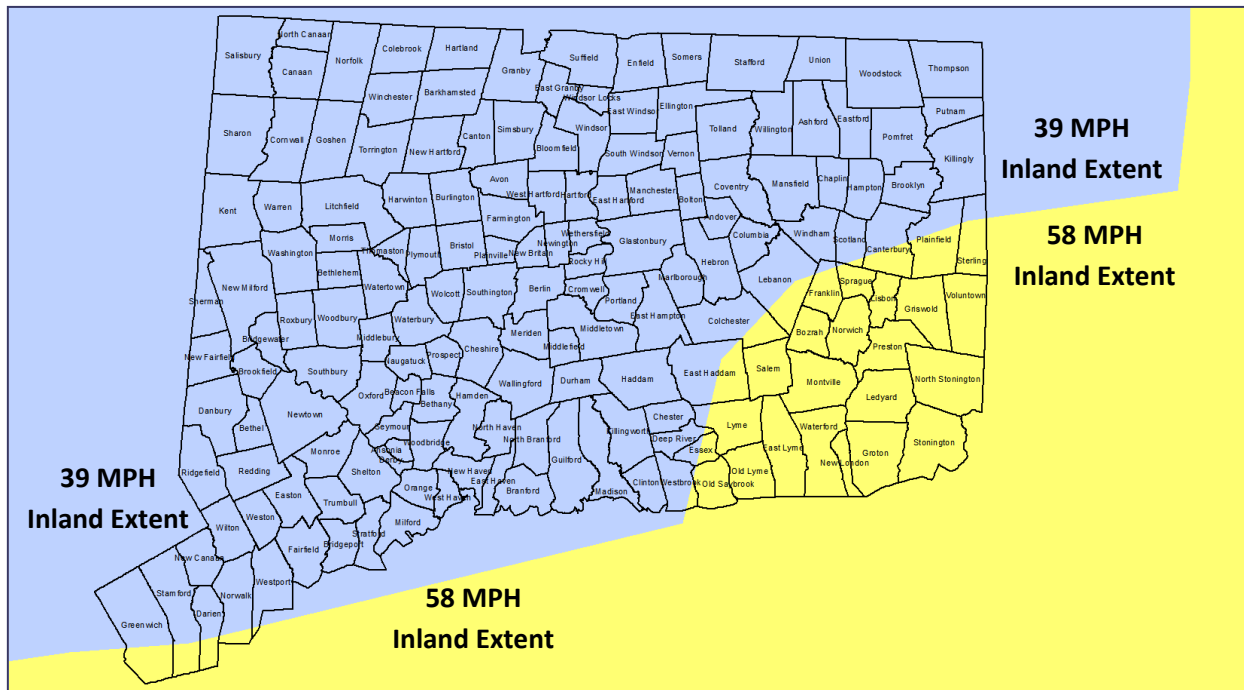 North Canaan
Colebrook
Hartland
Suffield
Enfield
Somers
Stafford
Union
Salisbury
Canaan
Norfolk
Granby
Woodstock
Thompson
Winchester
Barkhamsted
East Granby
Windsor Locks
East Windso
Ellington
Putnam
Sharon
Cornwall
Goshen
Torrington
New Hartford
Canton
Simsbury
Bloomfield
Windsor
South Windsor
Vernon
Tolland
Willington
Ashford
Eastford
Pomfret
Killingly
39 MPH
Inland Extent
Kent
Warren
Litchfield
Harwinton
Burlington
Avon
West Hartford
Hartford
East Hartford
Manchester
Bolton
Coventry
Mansfield
Chaplin
Hampton
Brooklyn
Farmington
Andover
Washington
Morris
Thomaston
Plymouth
Bristol
Plainville
New Britain
Newington
Wethersfield
Rocky Hill
Glastonbury
Hebron
Columbia
Windham
Scotland
Canterbury
Plainfield
Sterling
58 MPH
Inland Extent
Sherman
New Milford
Bethlehem
Watertown
Wolcott
Southington
Berlin
Cromwell
Portland
Marlborough
Lebanon
Franklin
Sprague
Lisbon
Griswold
Voluntown
Roxbury
Woodbury
Waterbury
Middlebury
Meriden
Middletown
East Hampton
Colchester
Bozrah
Norwich
Preston
New Fairfield
Bridgewater
Brookfield
Southbury
Naugatuck
Prospect
Cheshire
Middlefield
Wallingford
Durham
Haddam
East Haddam
Salem
Montville
Ledyard
North Stonington
Danbury
Bethel
Newtown
Oxford
Beacon Falls
Bethany
Hamden
Seymour
Woodbridge
North Haven
North Branford
Guilford
Killingworth
Chester
Deep River
Essex
Lyme
East Lyme
Waterford
New London
Groton
Stonington
Ridgefield
Redding
Monroe
Shelton
Ansonia
Derby
Orange
New Haven
West Haven
East Haven
Branford
Madison
Clinton
Westbrook
Old Saybrook
Old Lyme
39 MPH
Inland Extent
Wilton
Weston
Easton
Trumbull
Stratford
Milford
Bridgeport
Fairfield
New Canaan
Westport
Norwalk
Stamford
Darien
Greenwich
58 MPH
Inland Extent